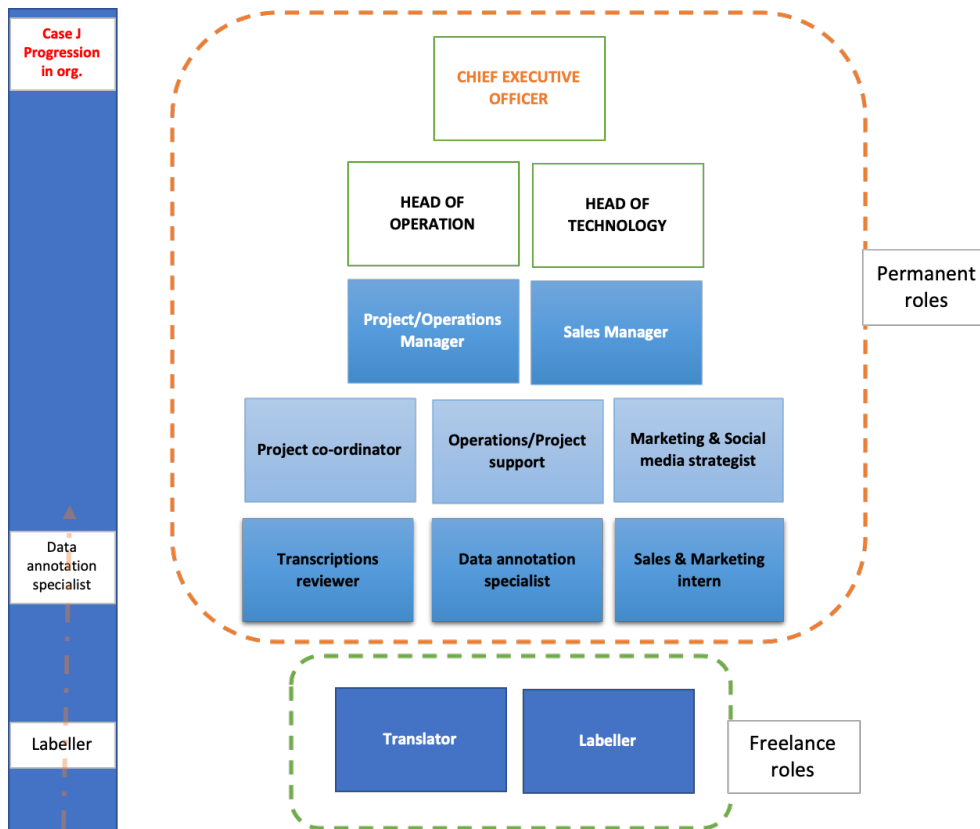 Case J
Progression
in org.
CHIEF EXECUTIVE
OFFICER
HEAD OF
OPERATION
HEAD OF
TECHNOLOGY
Permanent
roles
Project/Operations
Manager
Sales Manager
Project co-ordinator
Operations/Project
support
Marketing & Social
media strategist
Data
annotation
specialist
Transcriptions
reviewer
Data annotation
specialist
Sales & Marketing
intern
Labeller
Translator
Labeller
Freelance
roles